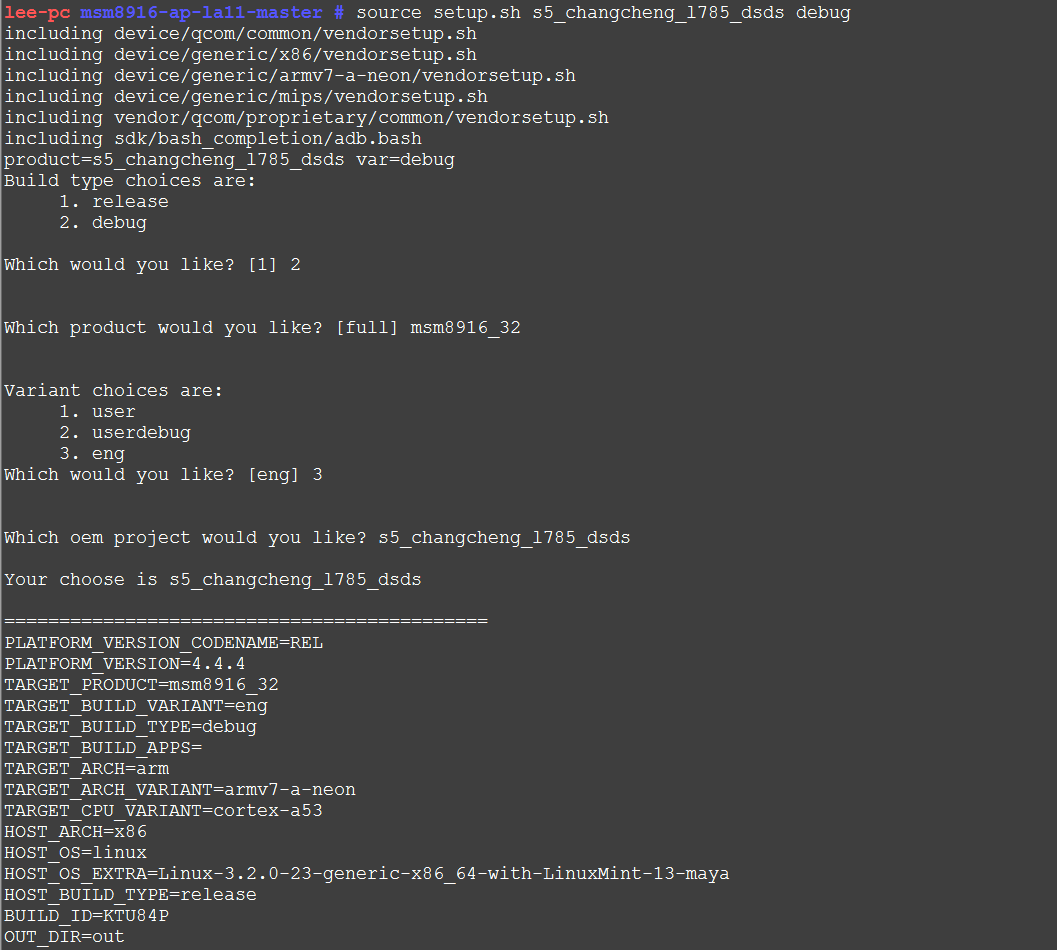 lee-pc msm8916-ap-la11-master # source setup.sh s5_changcheng_l785_dsds debug
including device/qcom/common/vendorsetup.sh
including device/generic/x86/vendorsetup.sh
including device/generic/armv7-a-neon/vendorsetup.sh
including device/generic/mips/vendorsetup.sh
including vendor/qcom/proprietary/common/vendorsetup.sh
including sdk/bash_completion/adb.bash
product=s5_changcheng_l785_dsds var=debug
Build type choices are:
1. release
2. debug
Which would you like? [1] 2
Which product would you like? [full] msm8916_32
Variant choices are:
1. user
2. userdebug
3. eng
Which would you like? [eng] 3
Which oem project would you like? s5_changcheng_l785_dsds
Your choose is s5_changcheng_l785_dsds
============================================
PLATFORM_VERSION_CODENAME=REL
PLATFORM_VERSION=4.4.4
TARGET_PRODUCT=msm8916_32
TARGET_BUILD_VARIANT=eng
TARGET_BUILD_TYPE=debug
TARGET_BUILD_APPS=
TARGET_ARCH=arm
TARGET_ARCH_VARIANT=armv7-a-neon
TARGET_CPU_VARIANT=cortex-a53
HOST_ARCH=x86
HOST_OS=linux
HOST_OS_EXTRA=Linux-3.2.0-23-generic-x86_64-with-LinuxMint-13-maya
HOST_BUILD_TYPE=release
BUILD_ID=KTU84P
OUT_DIR=out